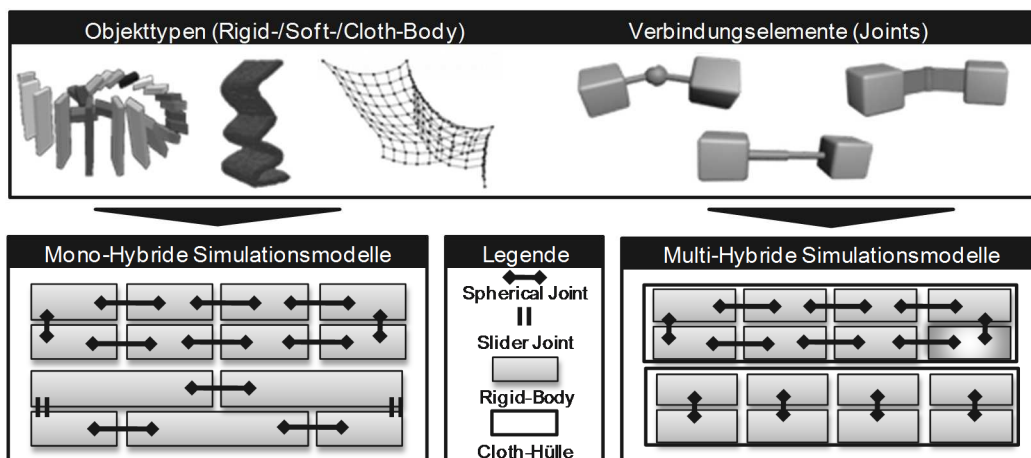 Objekttypen (Rigid-/Soft-/Cloth-Body)
Verbindungselemente (Joints)
Mono-Hybride Simulationsmodelle
Legende
Spherical Joint
Slider Joint
Rigid-Body
Cloth-Hülle
Multi-Hybride Simulationsmodelle